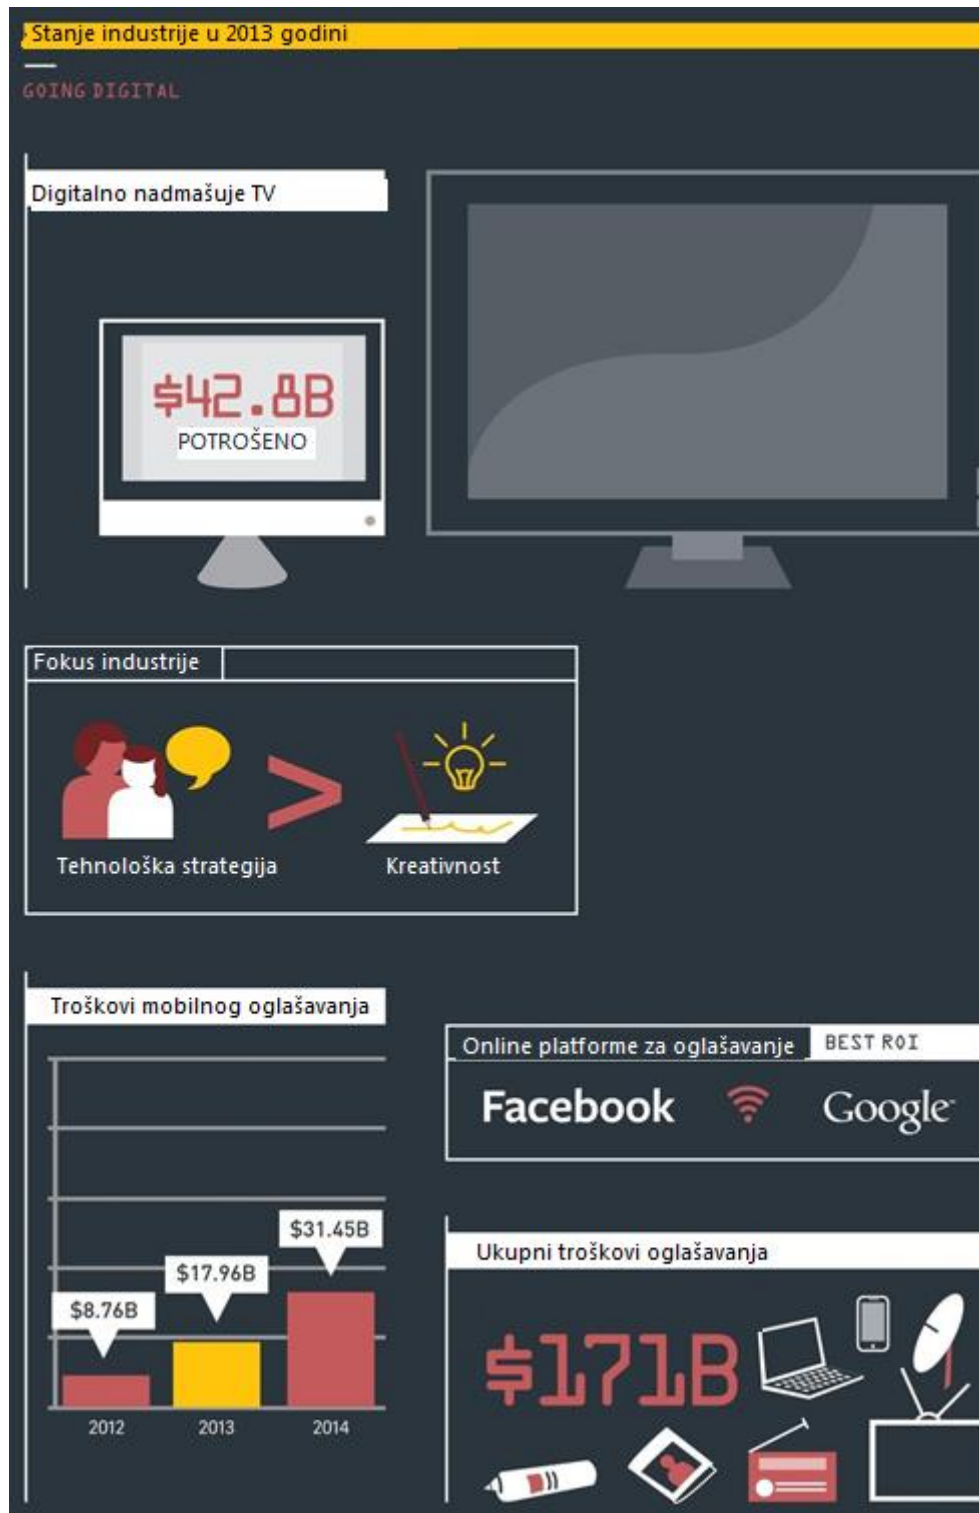 Stanje industrije u 2013 godini
GOING DIGITAL
Digitalno nadmašuje TV
$42.8B
POTROŠENO
Fokus industrije
Tehnološka strategija
>
Kreativnost
Troškovi mobilnog oglašavanja
$8.76B
$17.96B
$31.45B
2012
2013
2014
Online platforme za oglašavanje
BEST ROI
Facebook
Google
Ukupni troškovi oglašavanja
$171B